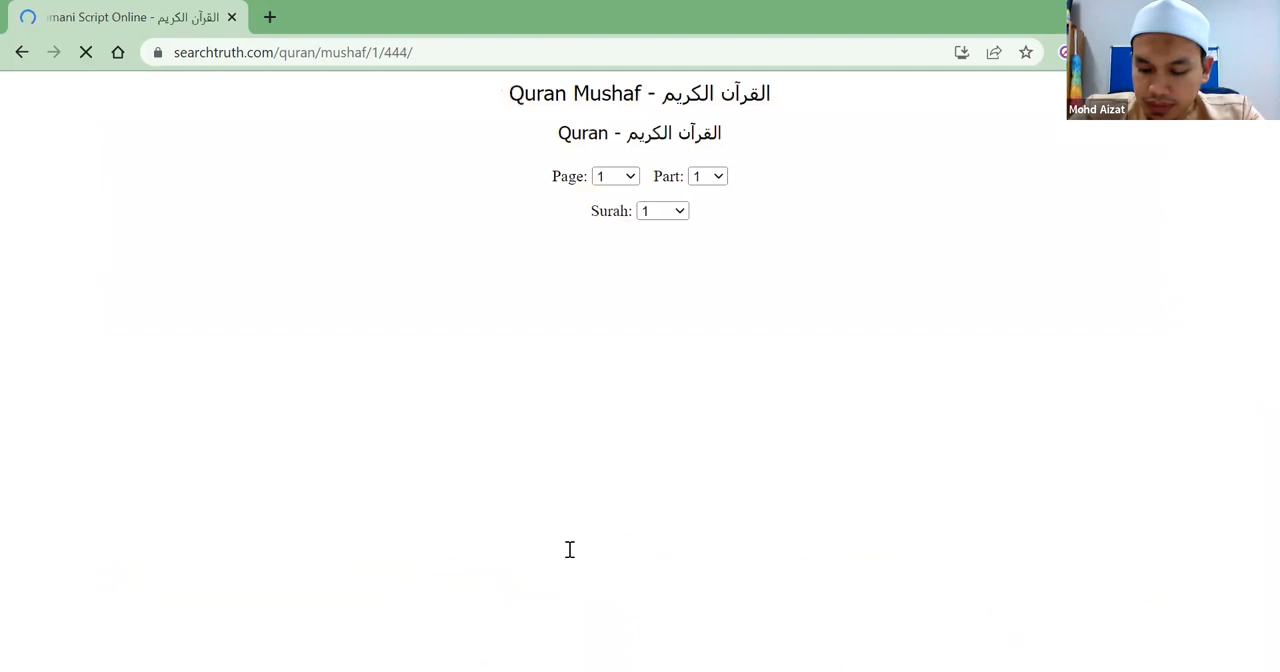 mani Script Online - القرآن الكريم
searchtruth.com/quran/mushaf/1/444/
Quran Mushaf - القرآن الكريم
Quran - القرآن الكريم
Page: 1 Part: 1
Surah: 1
Mohd Aizat